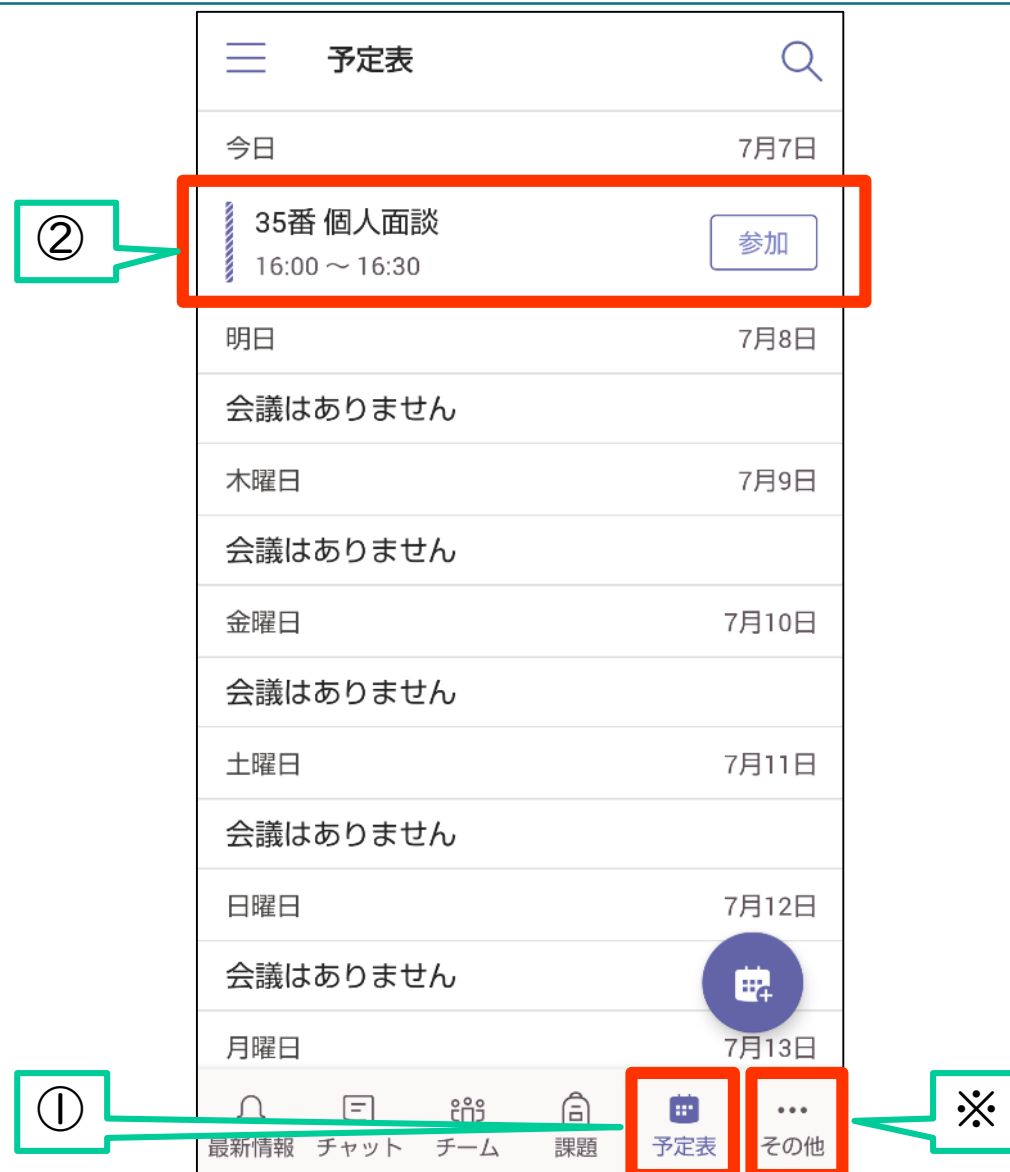 予定表
今日 7月7日
②
35番 個人面談
参加
16:00 ～ 16:30
明日 7月8日
会議はありません
木曜日 7月9日
会議はありません
金曜日 7月10日
会議はありません
土曜日 7月11日
会議はありません
日曜日 7月12日
会議はありません
月曜日 7月13日
①
※
最新情報 チャット チーム 課題 予定表 その他